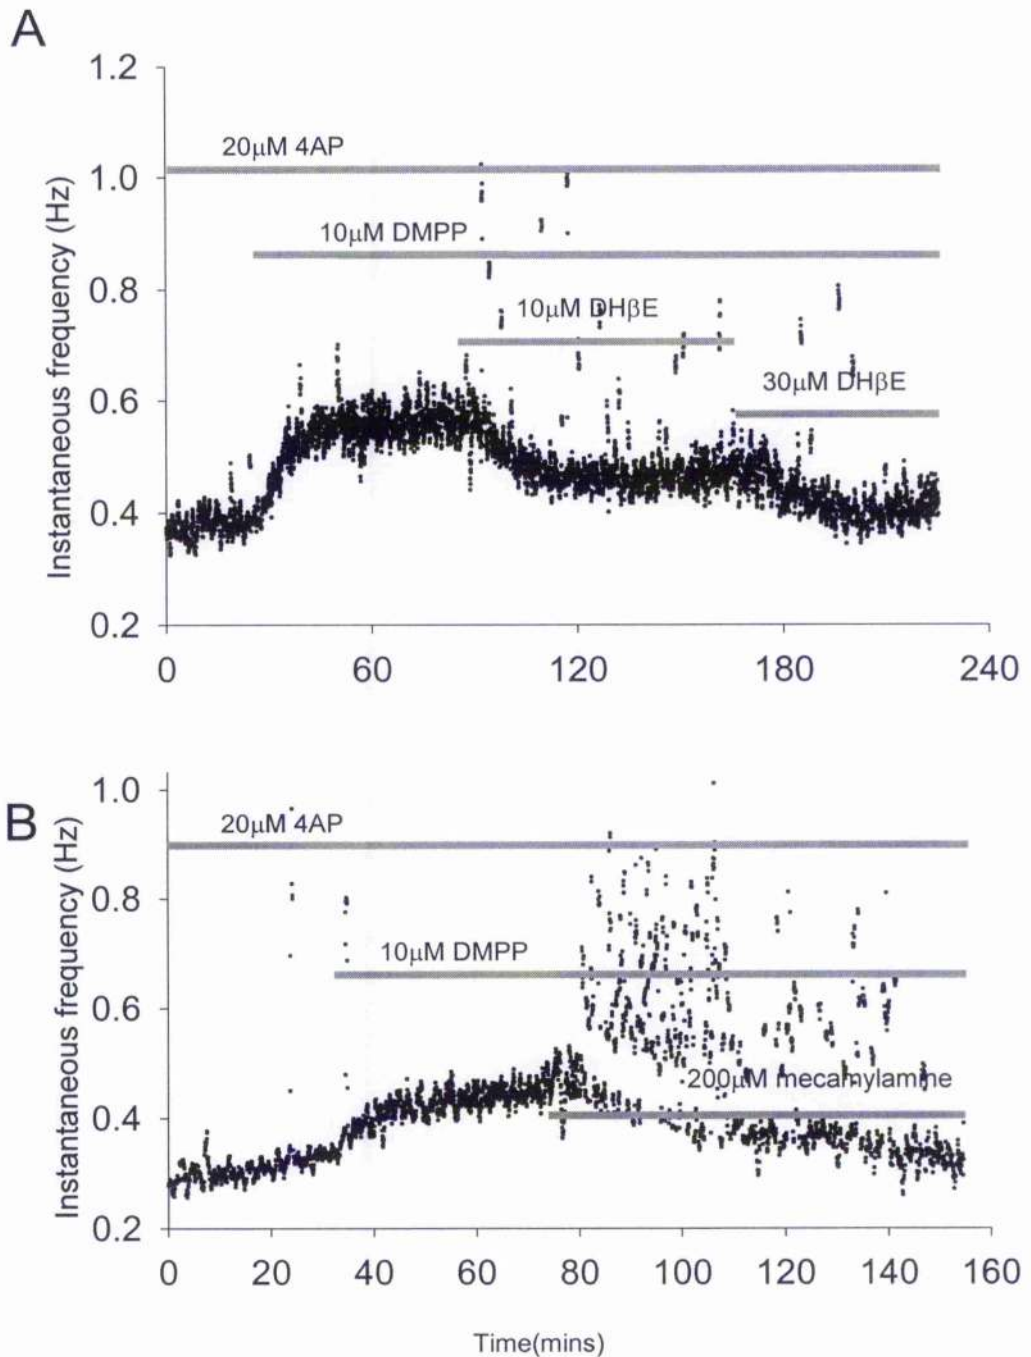 A
1.2
20μM 4AP
1.0
10μM DMPP
0.8
10μM DHβE
30μM DHβE
0.6
0.4
0.2
Instantaneous frequency (Hz)
0 60 120 180 240
B
1.0
20μM 4AP
0.8
10μM DMPP
0.6
200μM mecamylamine
0.4
0.2
Instantaneous frequency (Hz)
0 20 40 60 80 100 120 140 160
Time(mins)